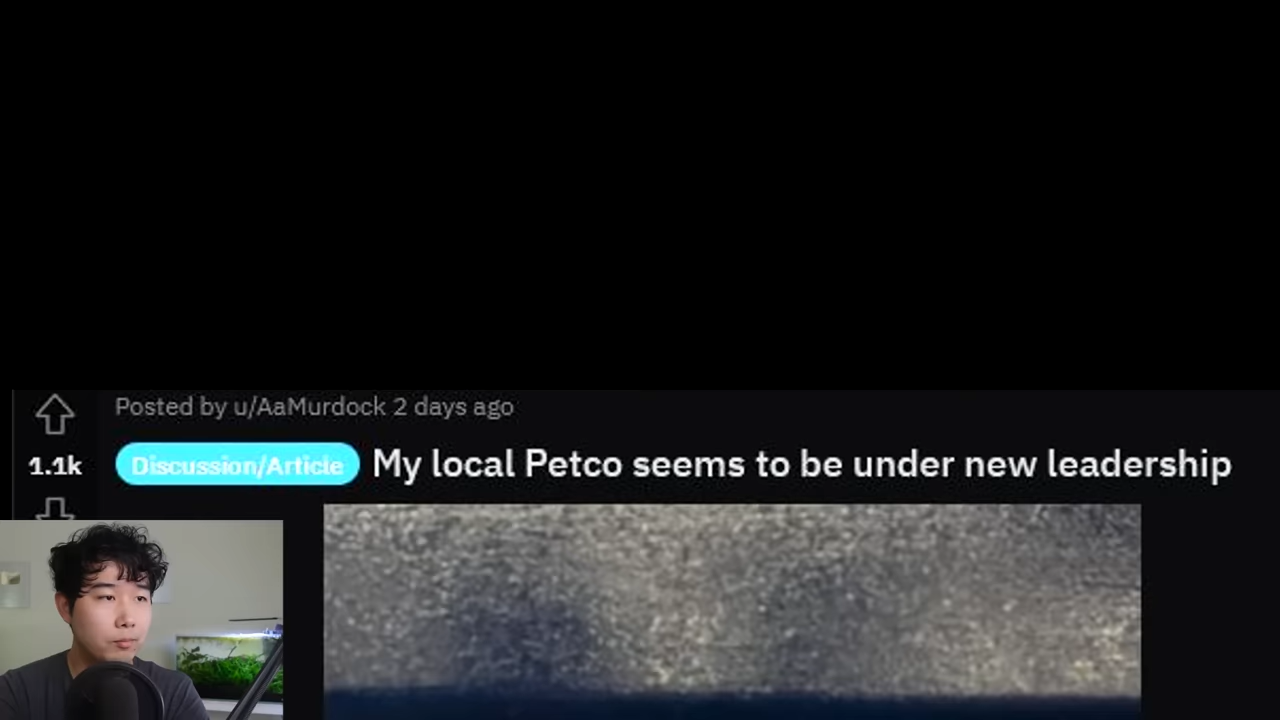 Posted by u/AaMurdock 2 days ago
1.1k
Discussion/Article My local Petco seems to be under new leadership